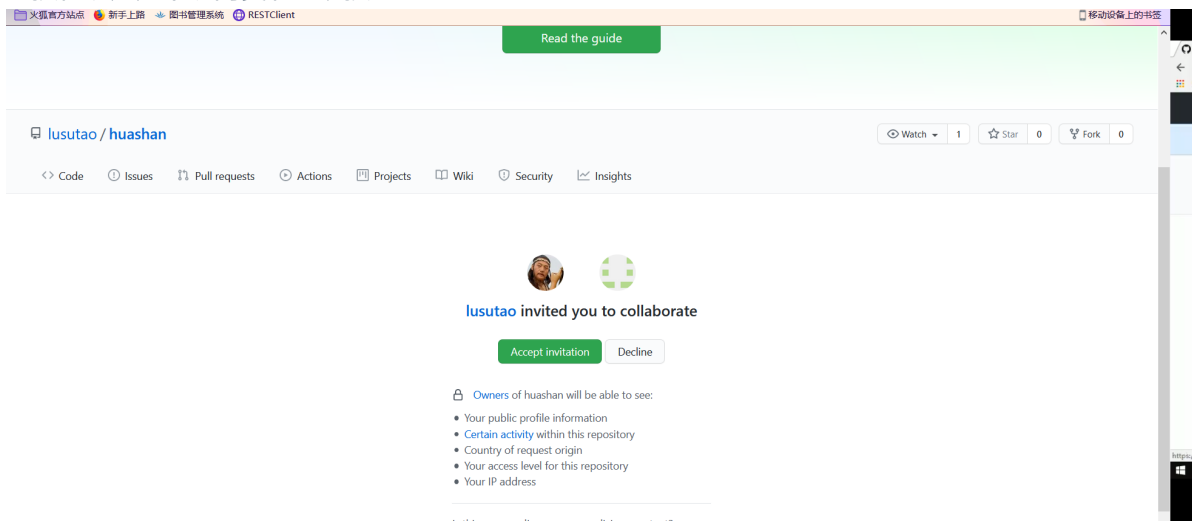 火狐官方站点 新手上路 图书管理系统 RESTClient 移动设备上的书签
Read the guide
lusutao / huashan
Watch 1 Star 0 Fork 0
Code Issues Pull requests Actions Projects Wiki Security Insights
lusutao invited you to collaborate
Accept invitation Decline
Owners of huashan will be able to see:
Your public profile information
Certain activity within this repository
Country of request origin
Your access level for this repository
https:/
Your IP address